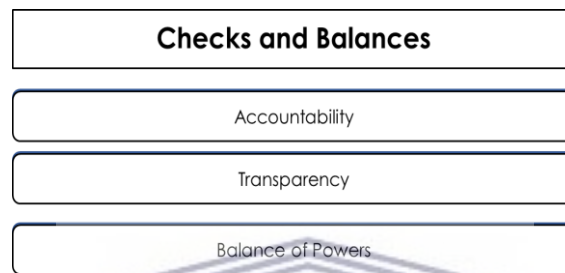 Checks and Balances
Accountability
Transparency
Balance of Powers